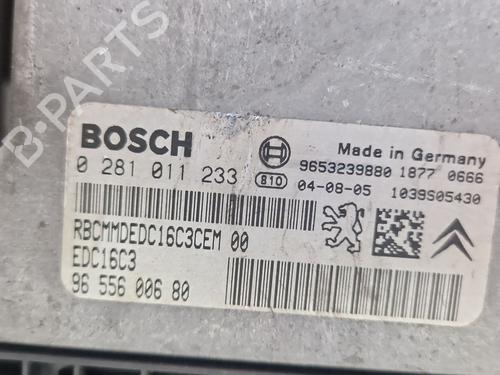 B-PARTS
BOSCH
Made in Germany
0 281 011 233
810
9653239880 1877 0666
04-08-05 1039S05430
RBCMMDEDC16C3CEM 00
EDC16C3
96 556 006 80